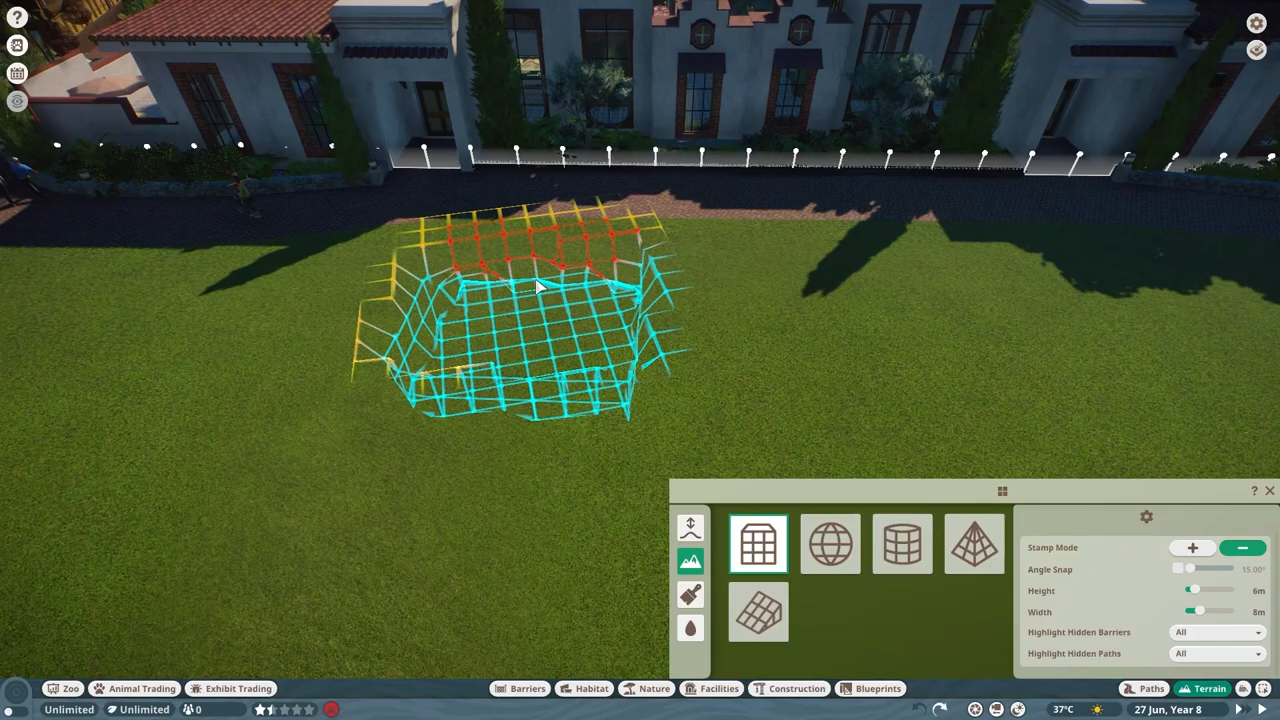 ?
? ×
Stamp Mode + −
Angle Snap 15.00°
Height 6m
Width 8m
Highlight Hidden Barriers All
Highlight Hidden Paths All
Zoo Animal Trading Exhibit Trading Barriers Habitat Nature Facilities Construction Blueprints Paths Terrain
Unlimited Unlimited 0 37°C 27 Jun, Year 8